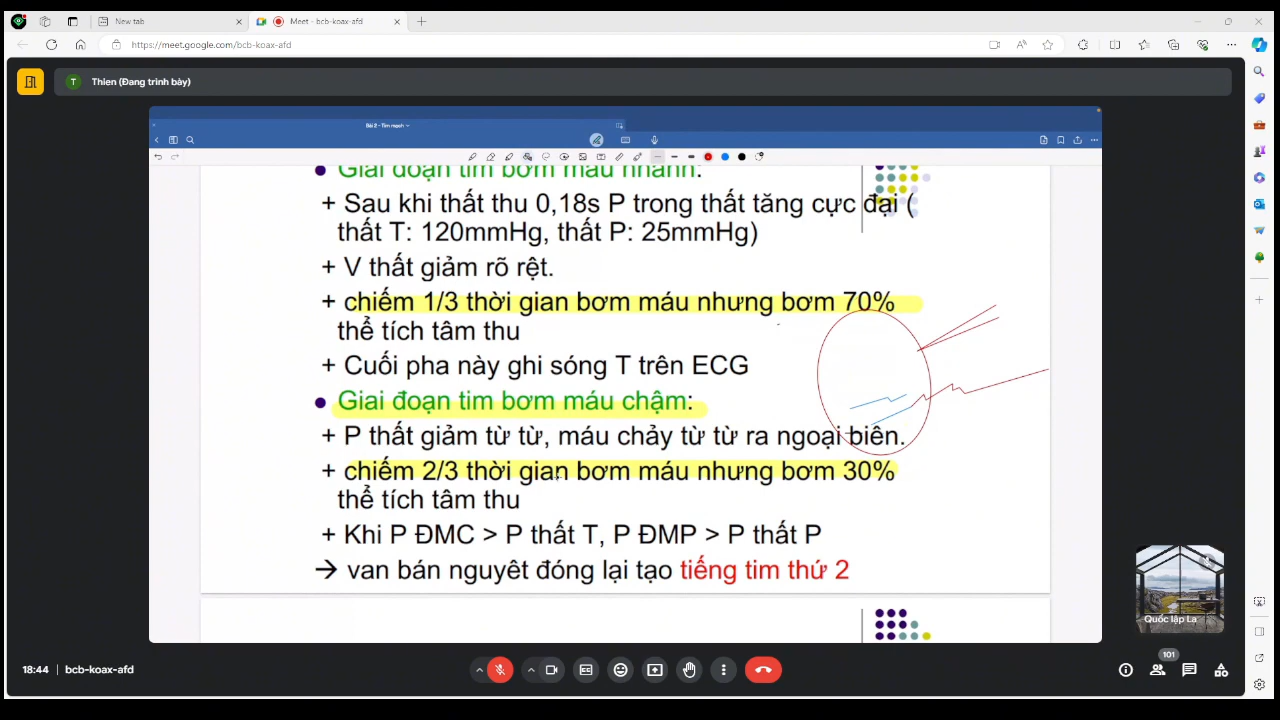 New tab
Meet - bcb-koax-afd
https://meet.google.com/bcb-koax-afd
T
Thien (Đang trình bày)
Bài 2 - Tim mạch
Giai đoạn tim bơm máu nhanh:
+ Sau khi thất thu 0,18s P trong thất tăng cực đại (
thất T: 120mmHg, thất P: 25mmHg)
+ V thất giảm rõ rệt.
+ chiếm 1/3 thời gian bơm máu nhưng bơm 70%
thể tích tâm thu
+ Cuối pha này ghi sóng T trên ECG
Giai đoạn tim bơm máu chậm:
+ P thất giảm từ từ, máu chảy từ từ ra ngoại biên.
+ chiếm 2/3 thời gian bơm máu nhưng bơm 30%
thể tích tâm thu
+ Khi P ĐMC > P thất T, P ĐMP > P thất P
→ van bán nguyêt đóng lại tạo tiếng tim thứ 2
Quốc lập La
18:44 | bcb-koax-afd
101